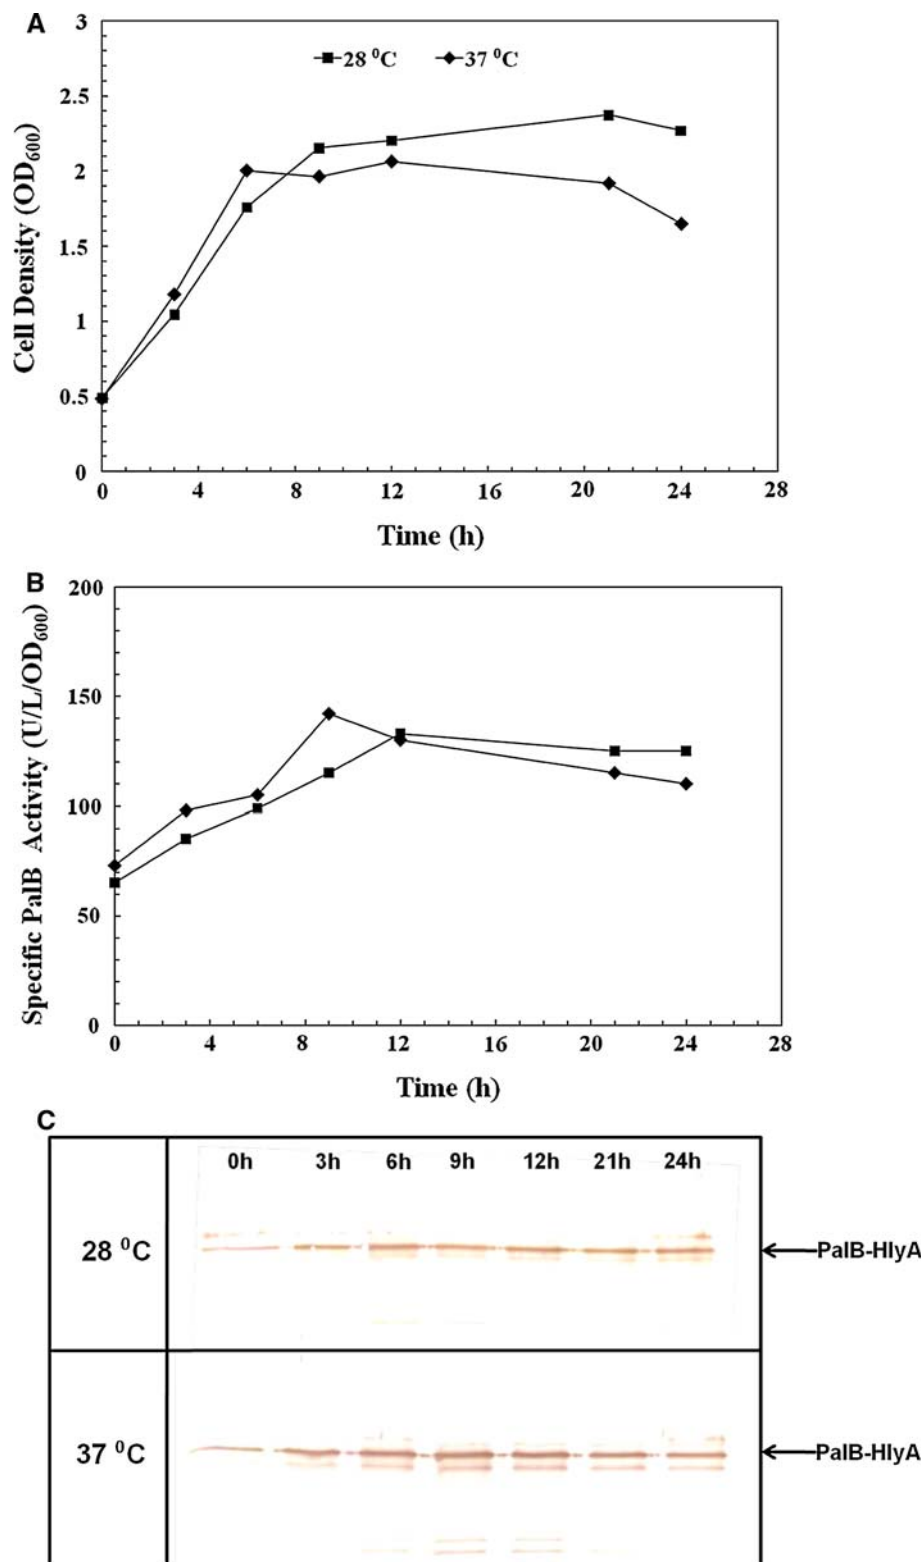 A
3
2.5
2
1.5
1
0.5
0
28 ⁰C 37 ⁰C
Cell Density (OD₆₀₀)
0 4 8 12 16 20 24 28
Time (h)
B
200
150
100
50
0
Specific PalB Activity (U/L/OD₆₀₀)
0 4 8 12 16 20 24 28
Time (h)
C
0h 3h 6h 9h 12h 21h 24h
28 ⁰C
PalB-HlyA
37 ⁰C
PalB-HlyA